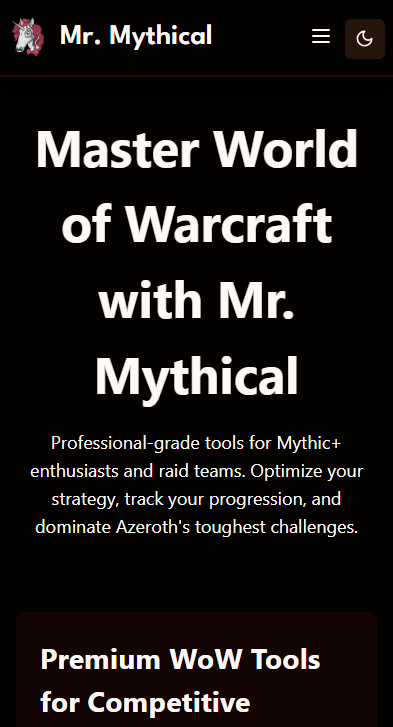 Mr. Mythical
Master World
of Warcraft
with Mr.
Mythical
Professional-grade tools for Mythic+
enthusiasts and raid teams. Optimize your
strategy, track your progression, and
dominate Azeroth's toughest challenges.
Premium WoW Tools
for Competitive